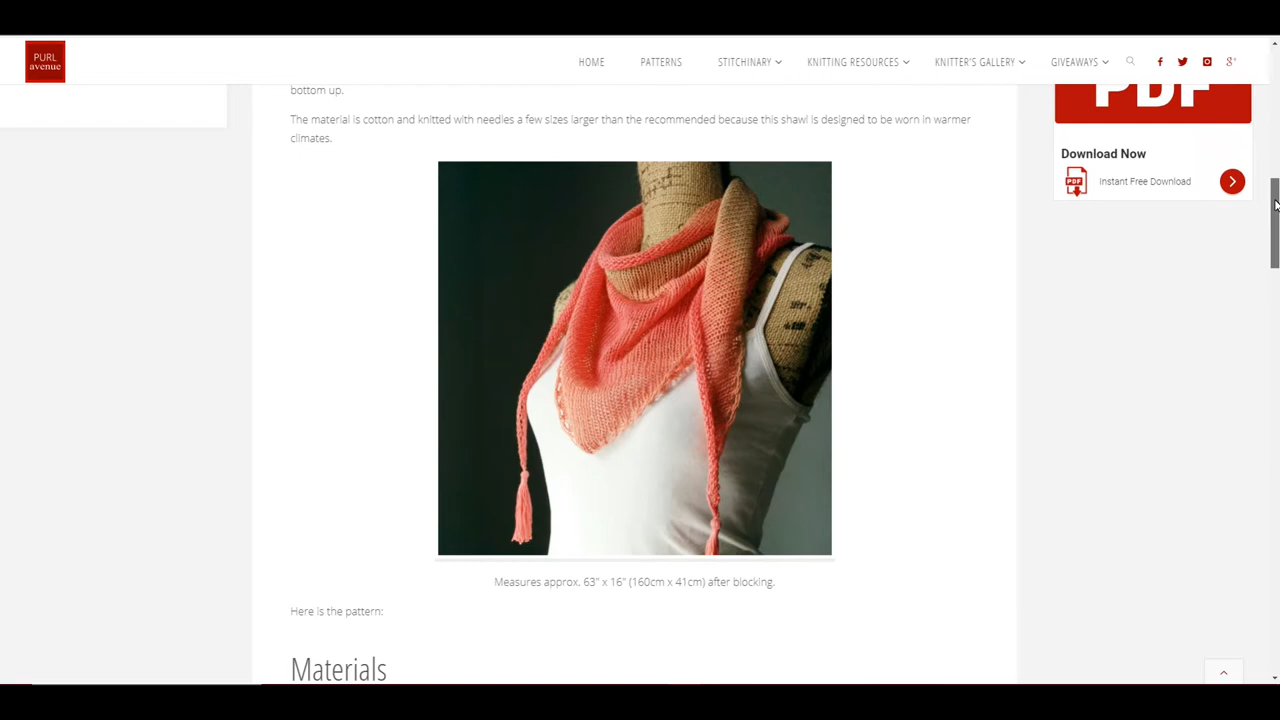 PURL
avenue
HOME
PATTERNS
STITCHINARY
KNITTING RESOURCES
KNITTER'S GALLERY
GIVEAWAYS
bottom up.
The material is cotton and knitted with needles a few sizes larger than the recommended because this shawl is designed to be worn in warmer
climates.
PDF
Download Now
PDF
Instant Free Download
Measures approx. 63" x 16" (160cm x 41cm) after blocking.
Here is the pattern:
Materials